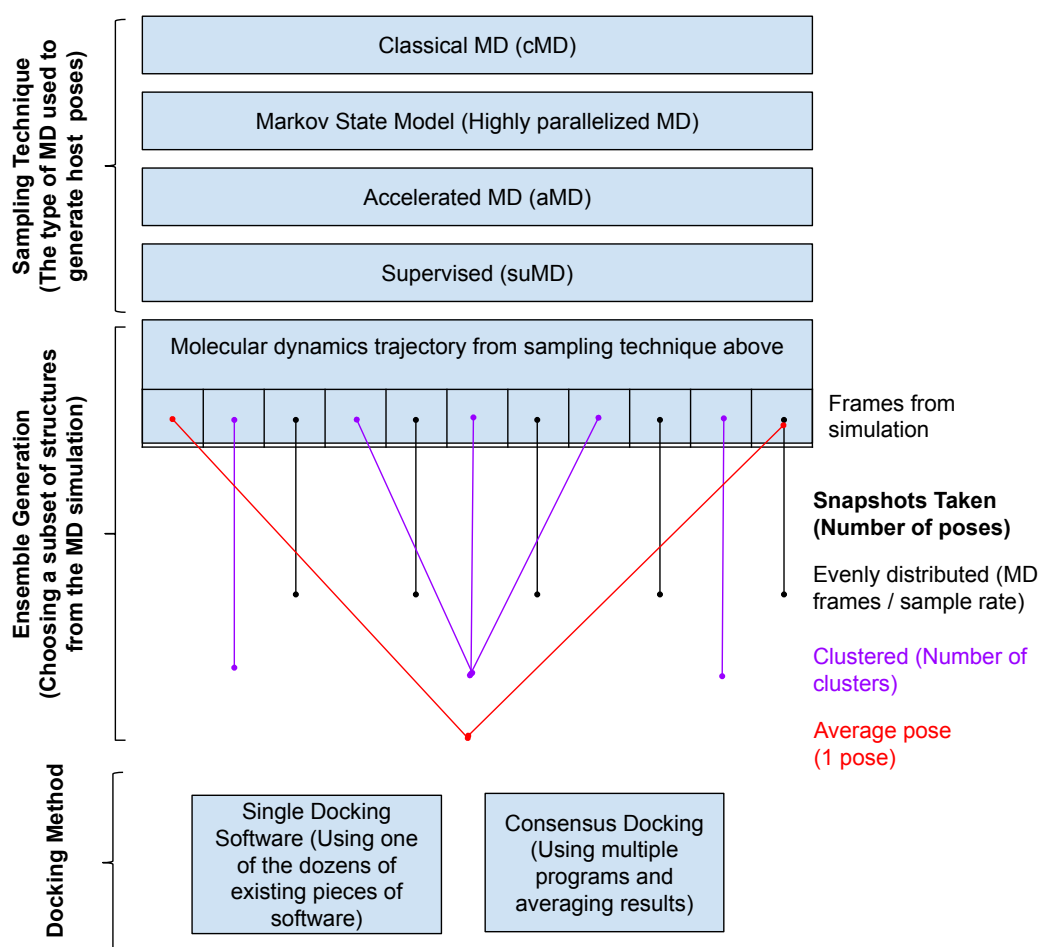 Sampling Technique
(The type of MD used to
generate host poses)
Classical MD (cMD)
Markov State Model (Highly parallelized MD)
Accelerated MD (aMD)
Supervised (suMD)
Ensemble Generation
(Choosing a subset of structures
from the MD simulation)
Molecular dynamics trajectory from sampling technique above
Frames from
simulation
Snapshots Taken
(Number of poses)
Evenly distributed (MD
frames / sample rate)
Clustered (Number of
clusters)
Average pose
(1 pose)
Docking Method
Single Docking
Software (Using one
of the dozens of
existing pieces of
software)
Consensus Docking
(Using multiple
programs and
averaging results)